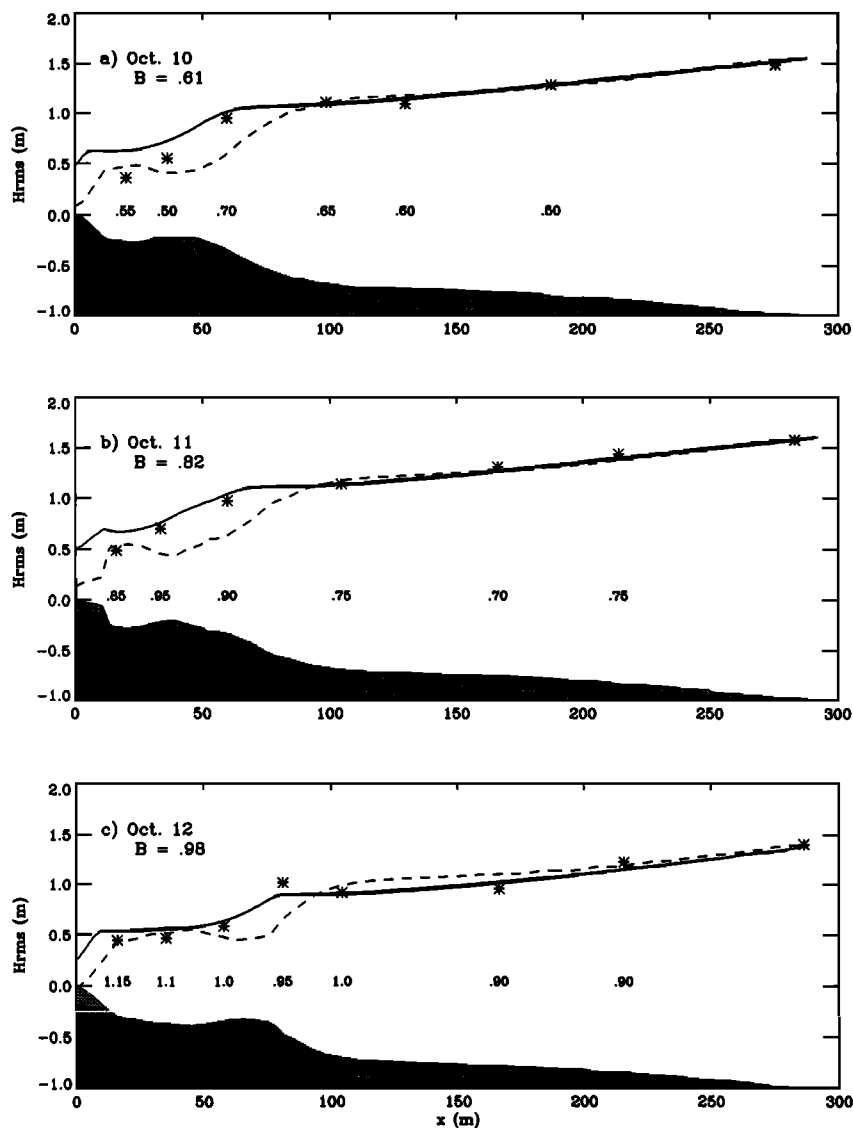 2.0
a) Oct. 10
B = .61
1.5
1.0
Hrms (m)
0.5
.55 .50 .70 .65 .60 .50
0.0
-0.5
-1.0
0 50 100 150 200 250 300
2.0
b) Oct. 11
B = .82
1.5
1.0
Hrms (m)
0.5
.85 .95 .90 .75 .70 .75
0.0
-0.5
-1.0
0 50 100 150 200 250 300
2.0
c) Oct. 12
B = .98
1.5
1.0
Hrms (m)
0.5
1.15 1.1 1.0 .95 1.0 .90 .90
0.0
-0.5
-1.0
0 50 100 150 200 250 300
x (m)